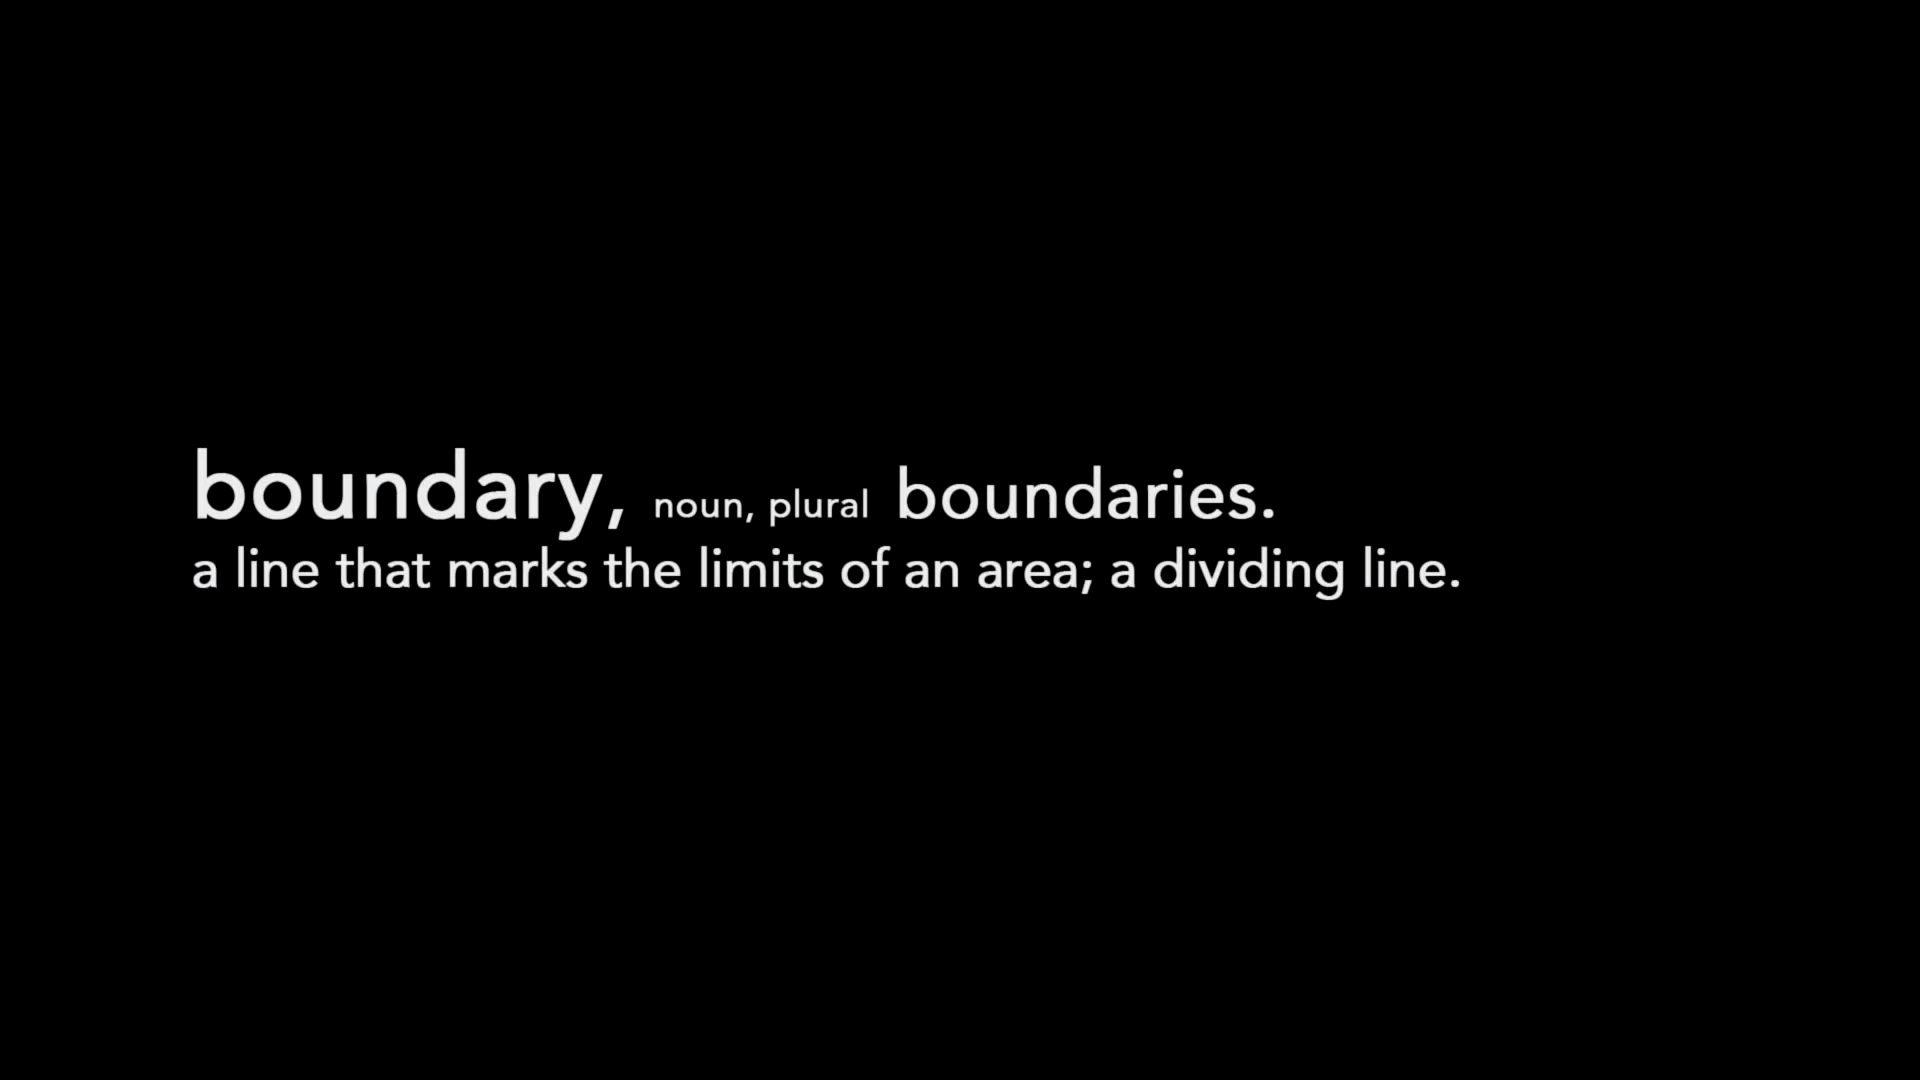 boundary, noun, plural boundaries.
a line that marks the limits of an area; a dividing line.